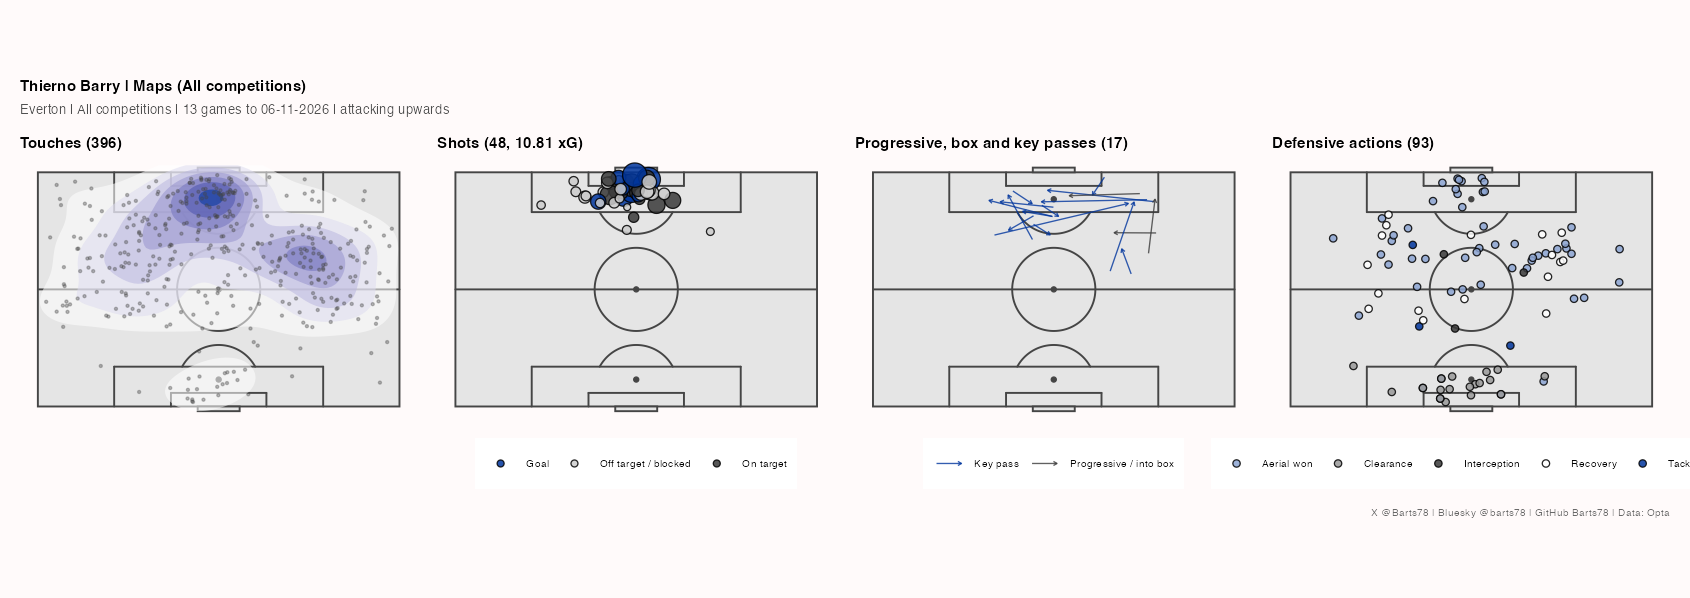 Thierno Barry | Maps (All competitions)
Everton | All competitions | 13 games to 06-11-2026 | attacking upwards
Touches (396)
Shots (48, 10.81 xG)
Progressive, box and key passes (17)
Defensive actions (93)
Goal
Off target / blocked
On target
Key pass
Progressive / into box
Aerial won
Clearance
Interception
Recovery
Tack
X @Barts78 | Bluesky @barts78 | GitHub Barts78 | Data: Opta